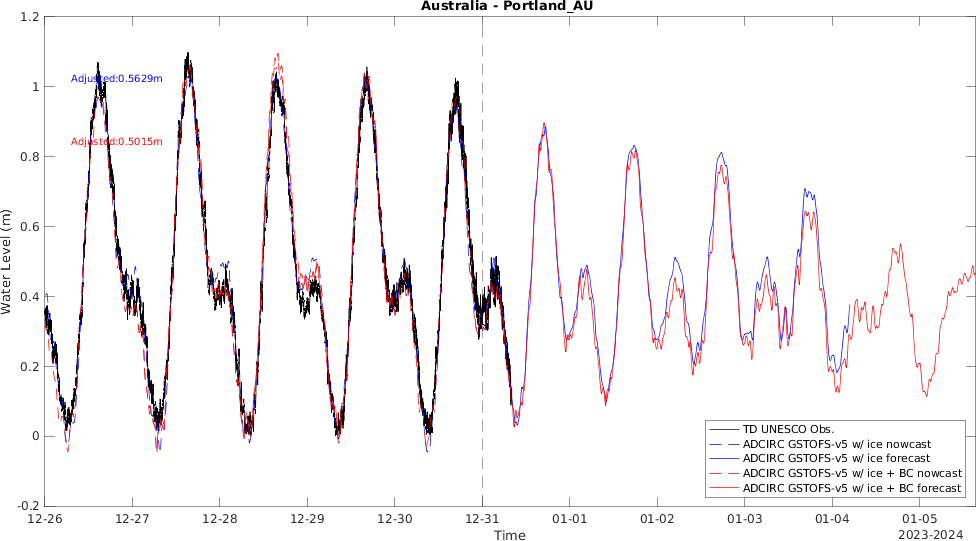 Australia - Portland_AU
1.2
1
0.8
0.6
0.4
0.2
0
-0.2
Water Level (m)
Adjusted:0.5629m
Adjusted:0.5015m
TD UNESCO Obs.
ADCIRC GSTOFS-v5 w/ ice nowcast
ADCIRC GSTOFS-v5 w/ ice forecast
ADCIRC GSTOFS-v5 w/ ice + BC nowcast
ADCIRC GSTOFS-v5 w/ ice + BC forecast
12-26 12-27 12-28 12-29 12-30 12-31 01-01 01-02 01-03 01-04 01-05
Time
2023-2024